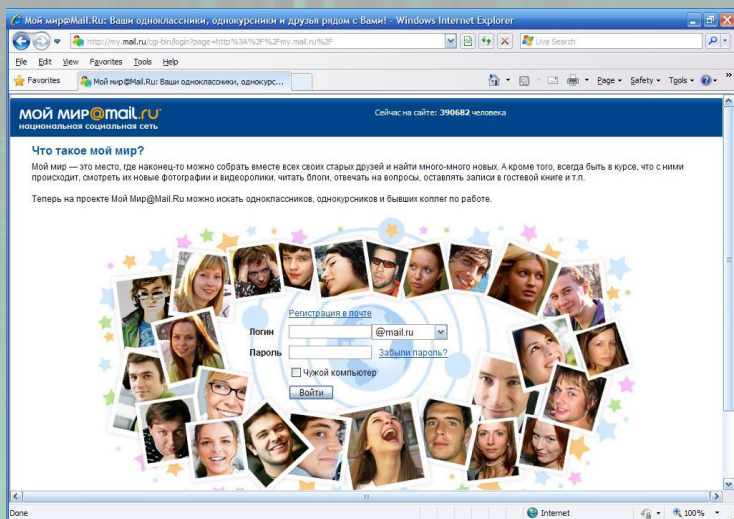 Мой мир@Mail.Ru: Ваши одноклассники, однокурсники и друзья рядом с Вами! - Windows Internet Explorer
http://my.mail.ru/cgi-bin/login?page=http%3A%2F%2Fmy.mail.ru%2F
Live Search
File Edit View Favorites Tools Help
Favorites
Мой мир@Mail.Ru: Ваши одноклассники, однокурс...
Page Safety Tools
МОЙ МИР@mail.ru
национальная социальная сеть
Сейчас на сайте: 390682 человека
Что такое мой мир?
Мой мир — это место, где наконец-то можно собрать вместе всех своих старых друзей и найти много-много новых. А кроме того, всегда быть в курсе, что с ними
происходит, смотреть их новые фотографии и видеоролики, читать блоги, отвечать на вопросы, оставлять записи в гостевой книге и т.п.
Теперь на проекте Мой Мир@Mail.Ru можно искать одноклассников, однокурсников и бывших коллег по работе.
Регистрация в почте
Логин @mail.ru
Пароль Забыли пароль?
Чужой компьютер
Войти
Done Internet 100%